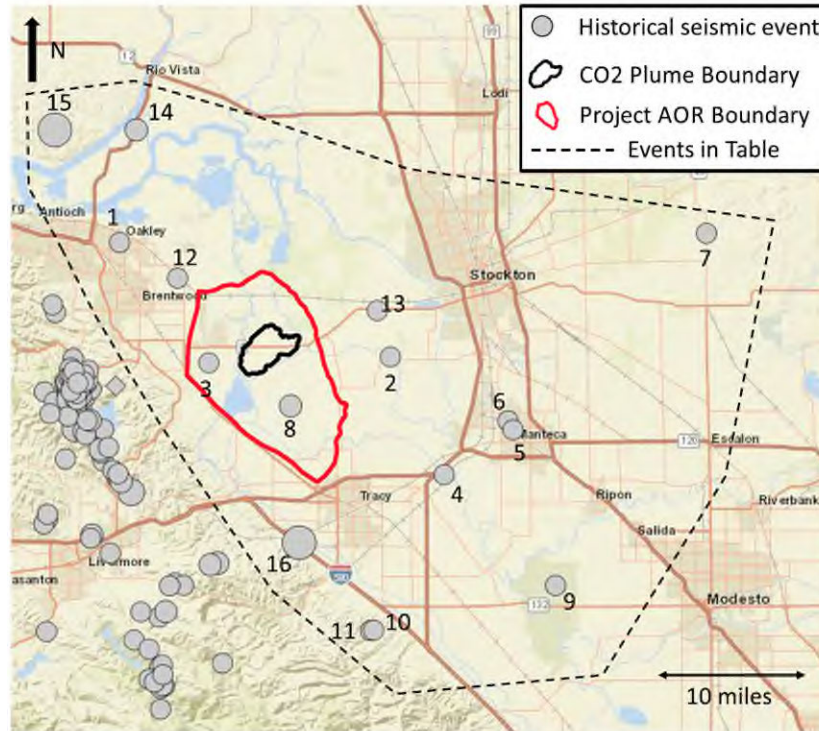 N
Historical seismic event
CO2 Plume Boundary
Project AOR Boundary
Events in Table
12
99
Rio Vista
Lodi
15
14
rg
Antioch
1
Oakley
7
12
Stockton
Brentwood
13
3
2
8
6
5
Manteca
120
Escalon
4
Tracy
Ripon
Riverbank
Salida
Livermore
16
asanton
580
9
132
Modesto
11
10
10 miles